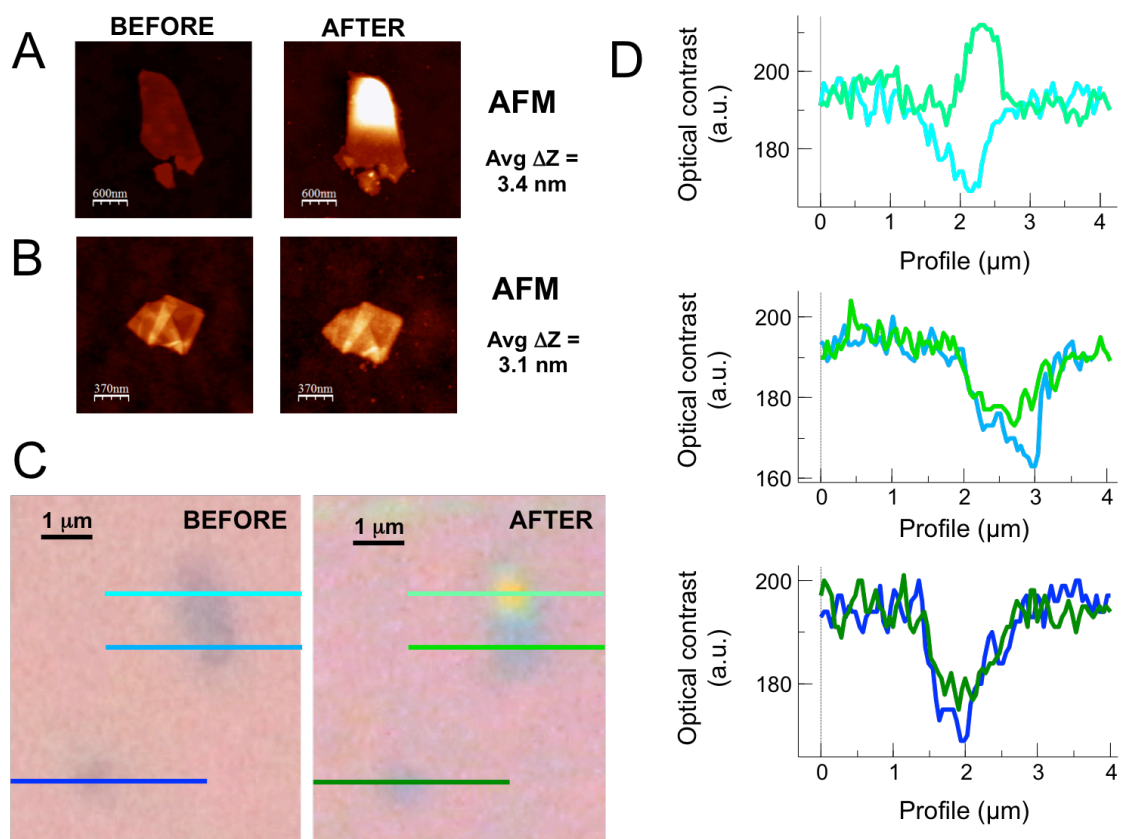 BEFORE
AFTER
A
600nm
600nm
AFM
Avg ΔZ =
3.4 nm
B
370nm
370nm
AFM
Avg ΔZ =
3.1 nm
C
1 μm
BEFORE
1 μm
AFTER
D
Optical contrast
(a.u.)
200
180
0
1
2
3
4
Profile (μm)
Optical contrast
(a.u.)
200
180
160
0
1
2
3
4
Profile (μm)
Optical contrast
(a.u.)
200
180
0
1
2
3
4
Profile (μm)